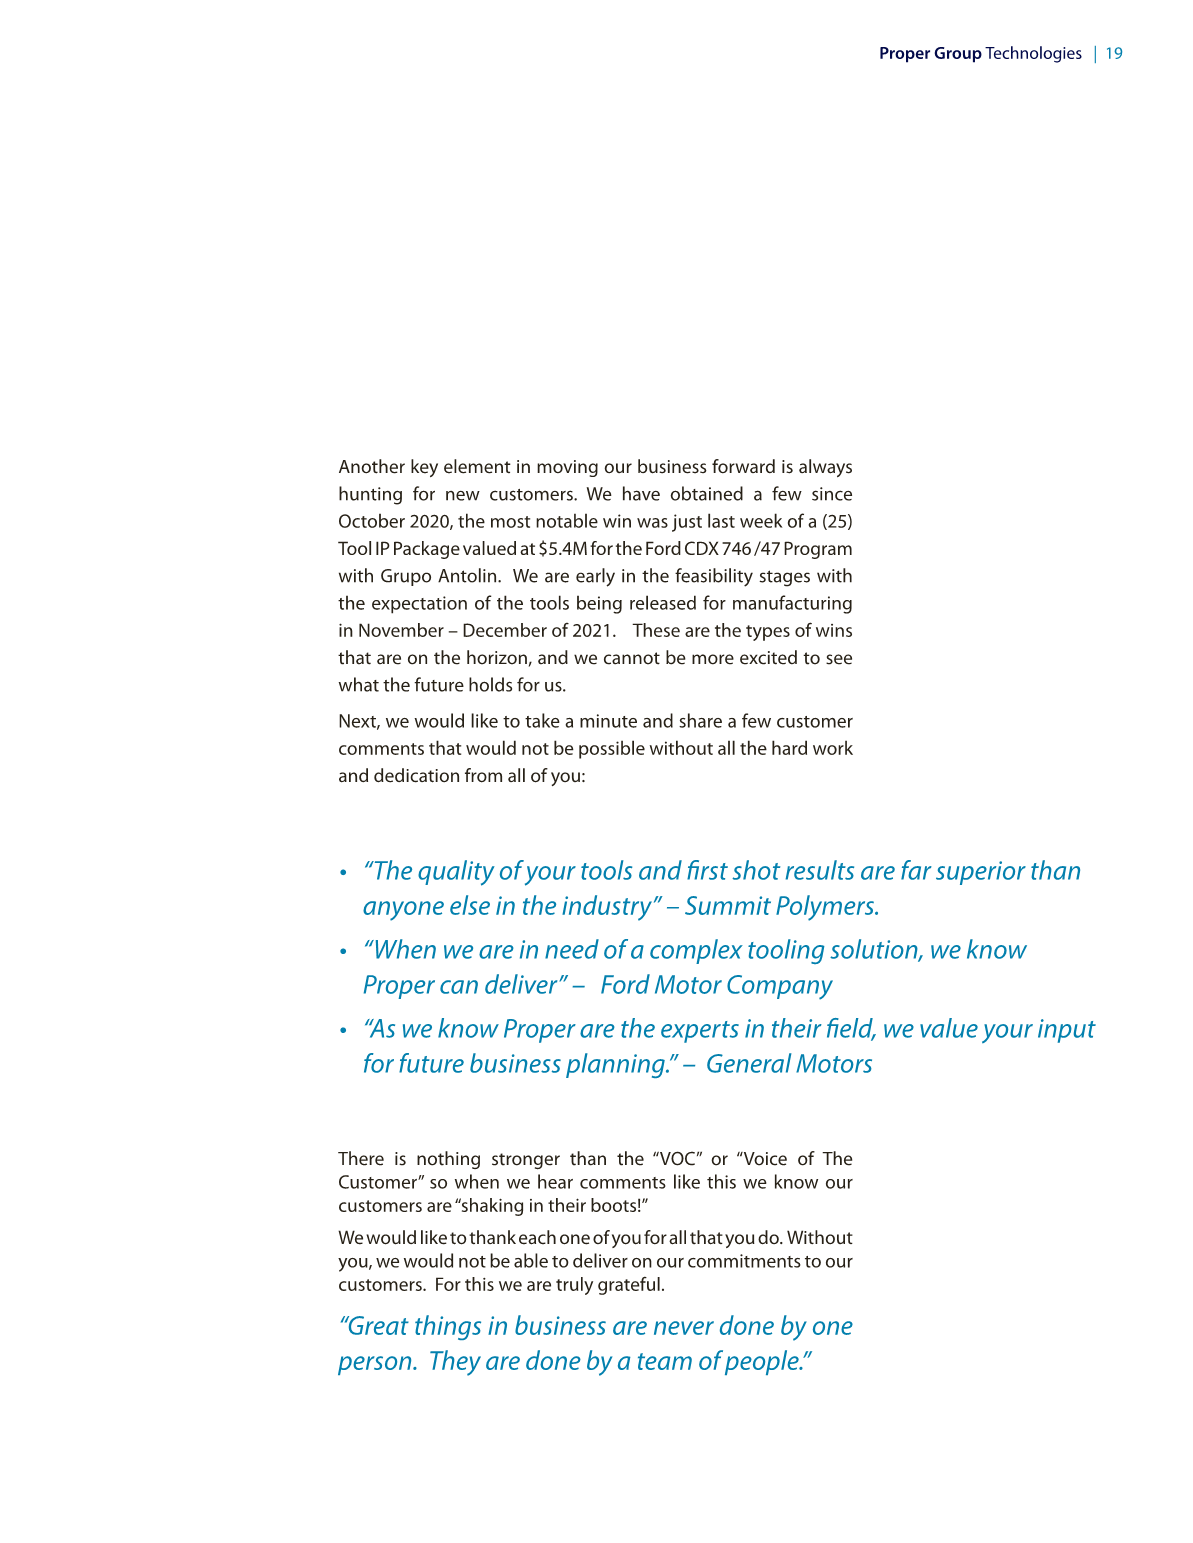 Proper Group Technologies | 19
Another key element in moving our business forward is always
hunting for new customers. We have obtained a few since
October 2020, the most notable win was just last week of a (25)
Tool IP Package valued at $5.4M for the Ford CDX 746 /47 Program
with Grupo Antolin.  We are early in the feasibility stages with
the expectation of the tools being released for manufacturing
in November – December of 2021.   These are the types of wins
that are on the horizon, and we cannot be more excited to see
what the future holds for us.
Next, we would like to take a minute and share a few customer
comments that would not be possible without all the hard work
and dedication from all of you:
• “The quality of your tools and first shot results are far superior than
anyone else in the industry” – Summit Polymers.
• “When we are in need of a complex tooling solution, we know
Proper can deliver” –  Ford Motor Company
• “As we know Proper are the experts in their field, we value your input
for future business planning.” –  General Motors
There is nothing stronger than the “VOC” or “Voice of The
Customer” so when we hear comments like this we know our
customers are “shaking in their boots!”
We would like to thank each one of you for all that you do. Without
you, we would not be able to deliver on our commitments to our
customers.  For this we are truly grateful.
“Great things in business are never done by one
person.  They are done by a team of people.”